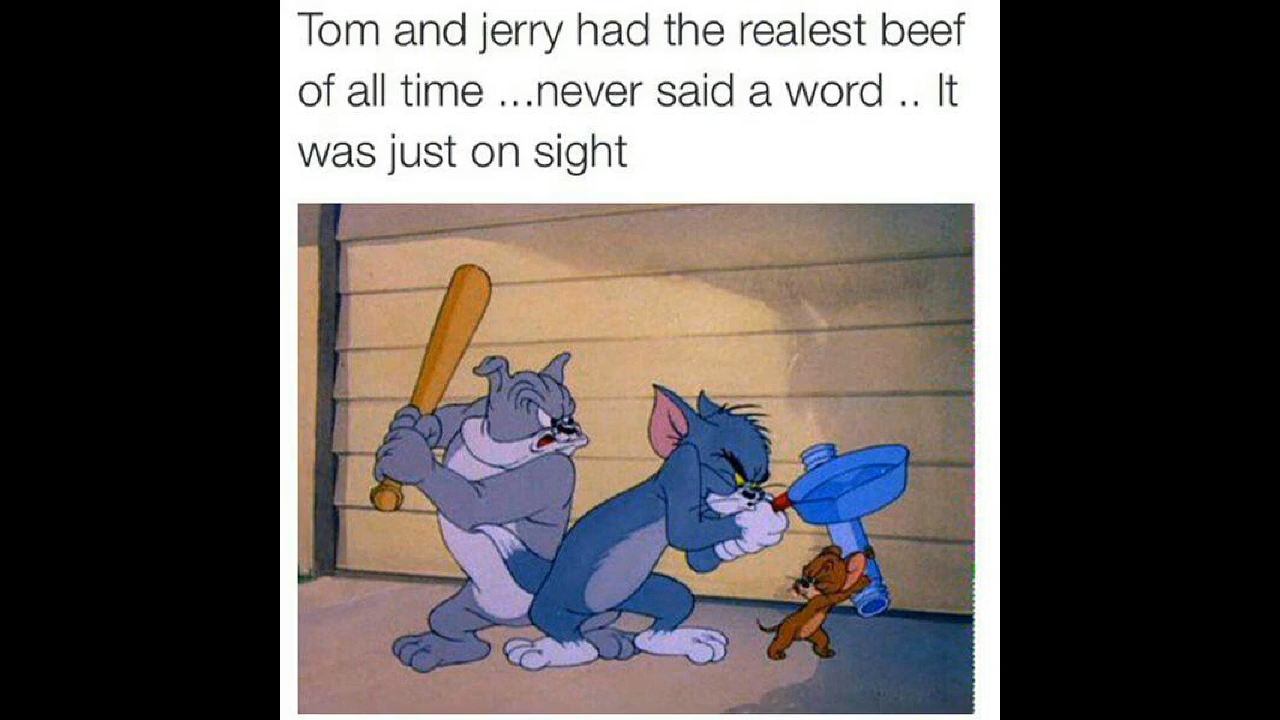 Tom and jerry had the realest beef
of all time ...never said a word .. It
was just on sight